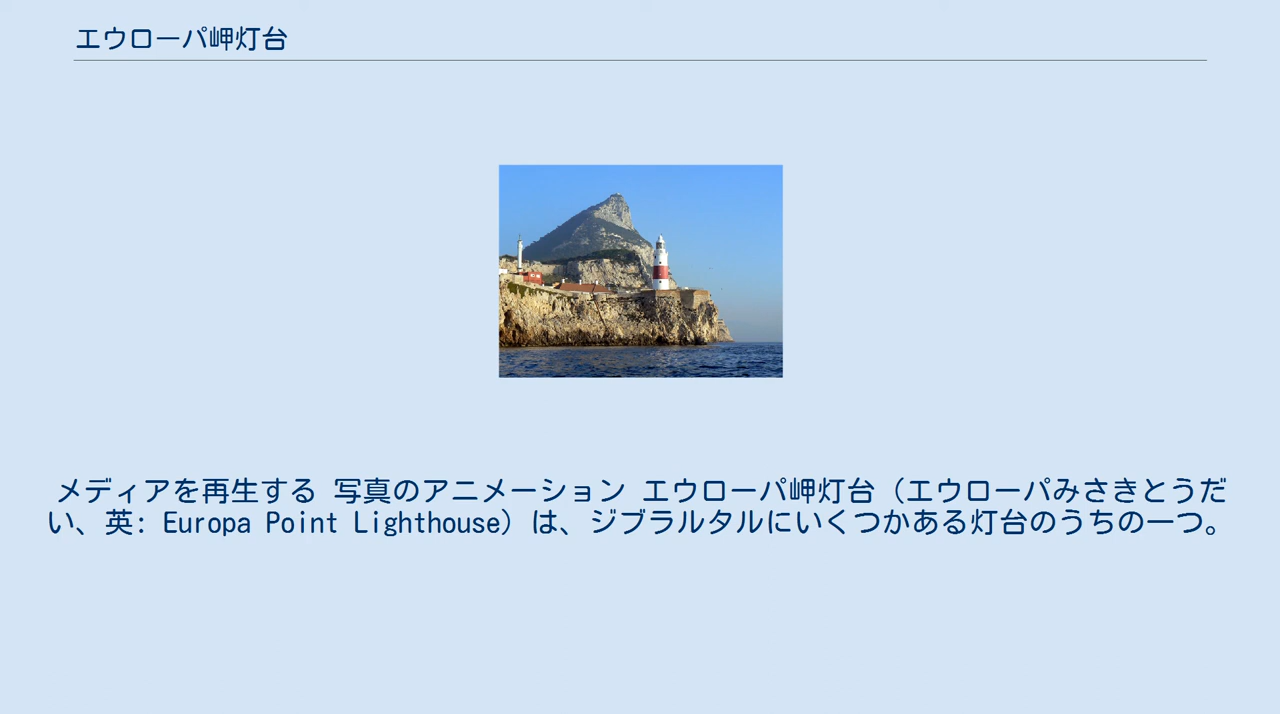 エウローパ岬灯台
メディアを再生する 写真のアニメーション エウローパ岬灯台（エウローパみさきとうだ
い、英: Europa Point Lighthouse）は、ジブラルタルにいくつかある灯台のうちの一つ。